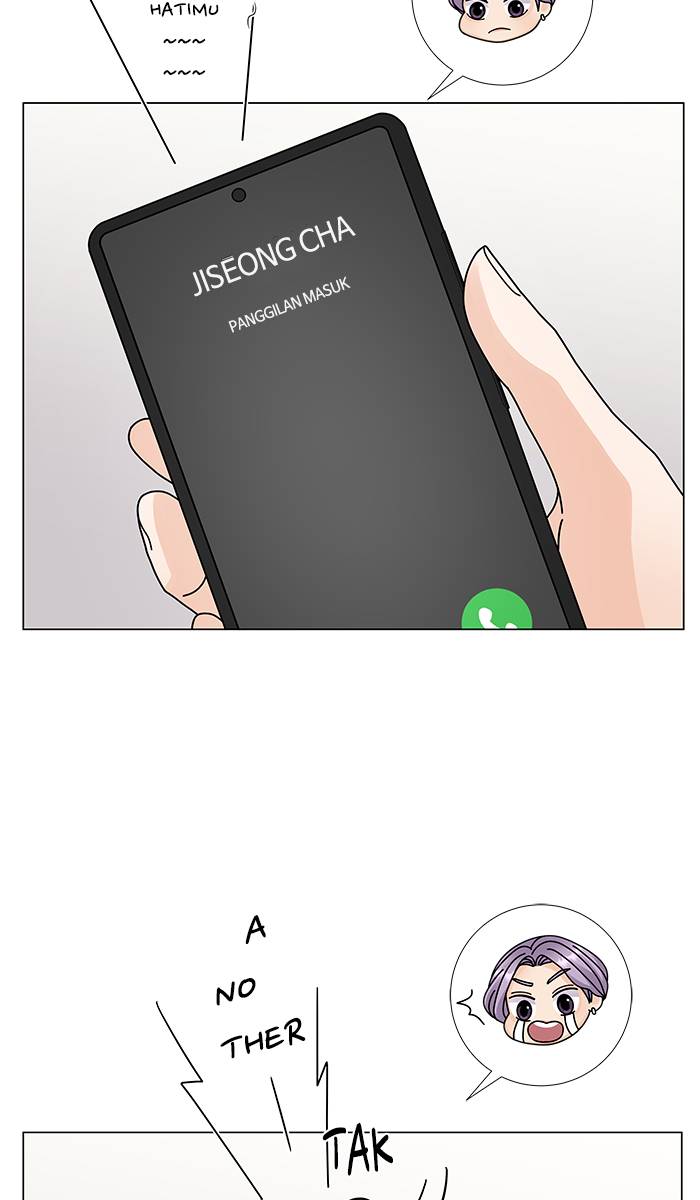 HATIMU
~~~
~~~
JISEONG CHA
PANGGILAN MASUK
A
NO
THER
TAK